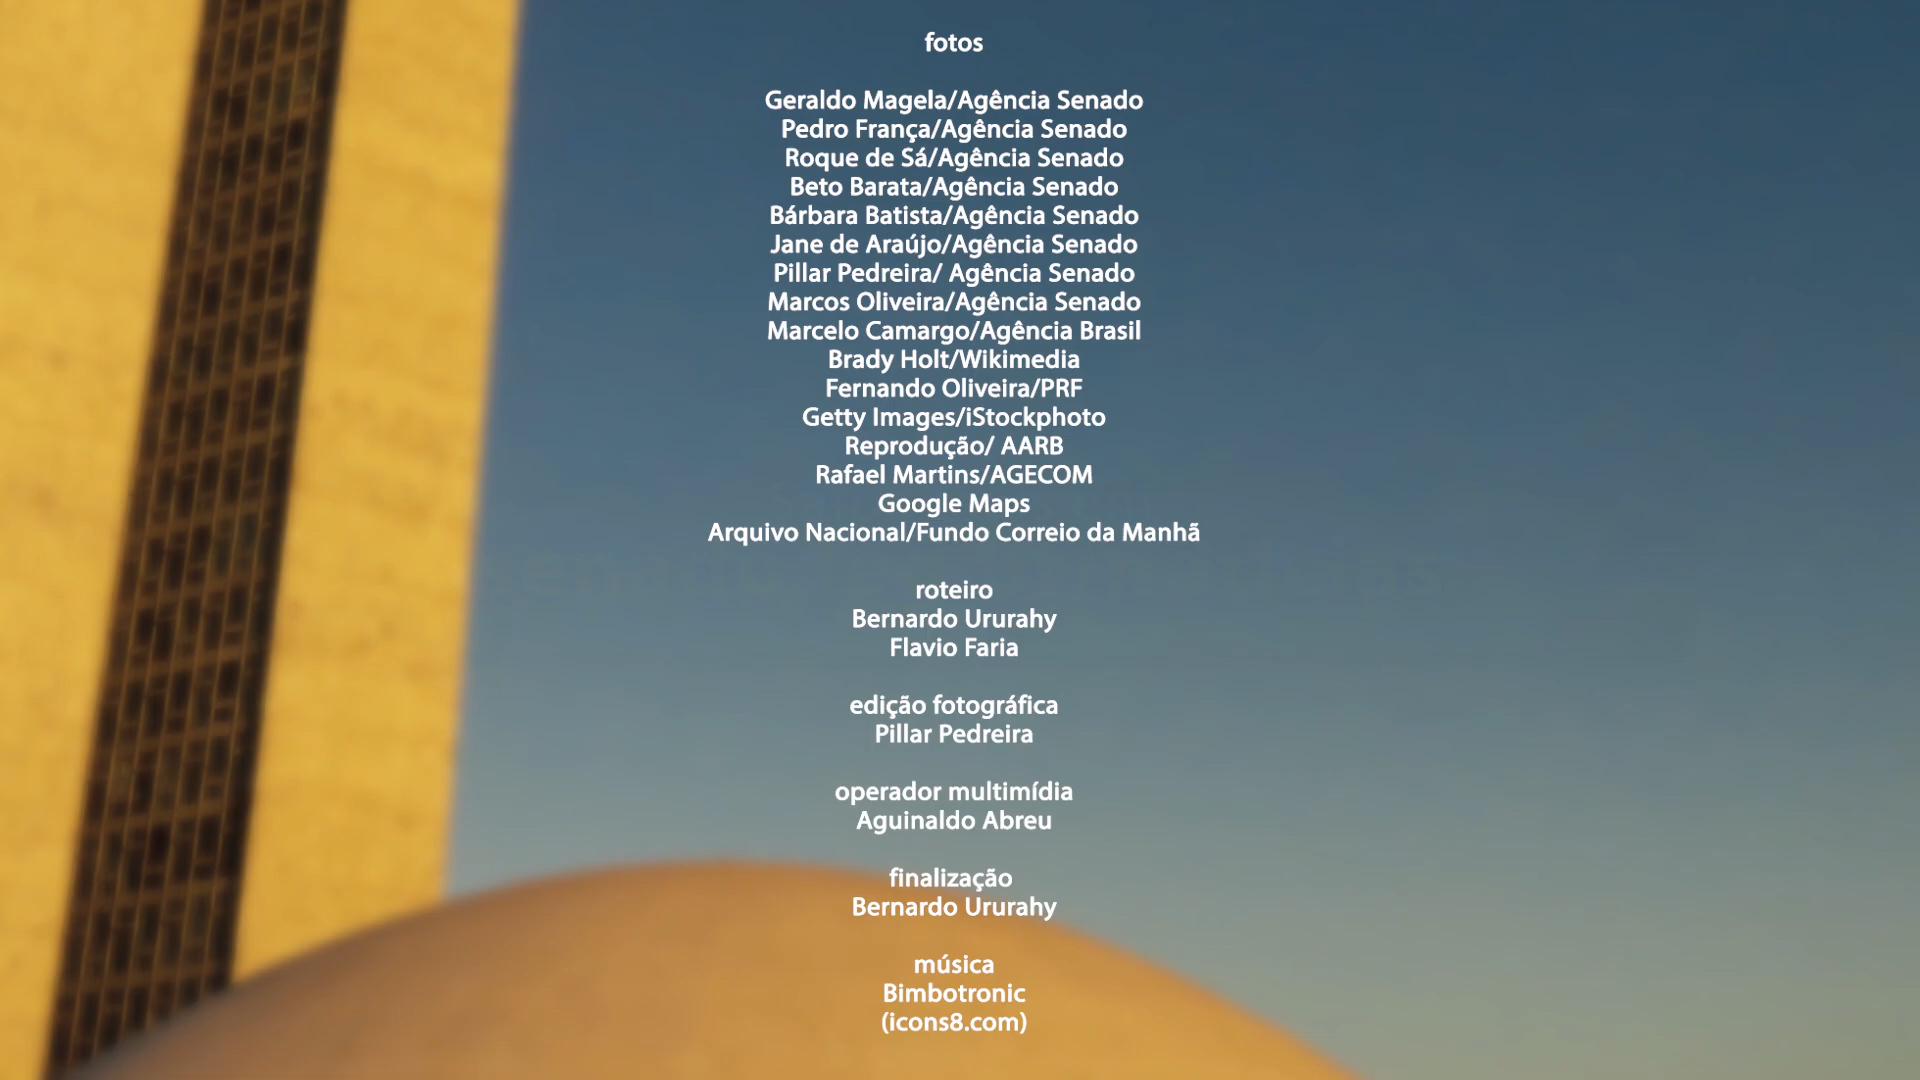 fotos
Geraldo Magela/Agência Senado
Pedro França/Agência Senado
Roque de Sá/Agência Senado
Beto Barata/Agência Senado
Bárbara Batista/Agência Senado
Jane de Araújo/Agência Senado
Pillar Pedreira/ Agência Senado
Marcos Oliveira/Agência Senado
Marcelo Camargo/Agência Brasil
Brady Holt/Wikimedia
Fernando Oliveira/PRF
Getty Images/iStockphoto
Reprodução/ AARB
Rafael Martins/AGECOM
Google Maps
Arquivo Nacional/Fundo Correio da Manhã
roteiro
Bernardo Ururahy
Flavio Faria
edição fotográfica
Pillar Pedreira
operador multimídia
Aguinaldo Abreu
finalização
Bernardo Ururahy
música
Bimbotronic
(icons8.com)